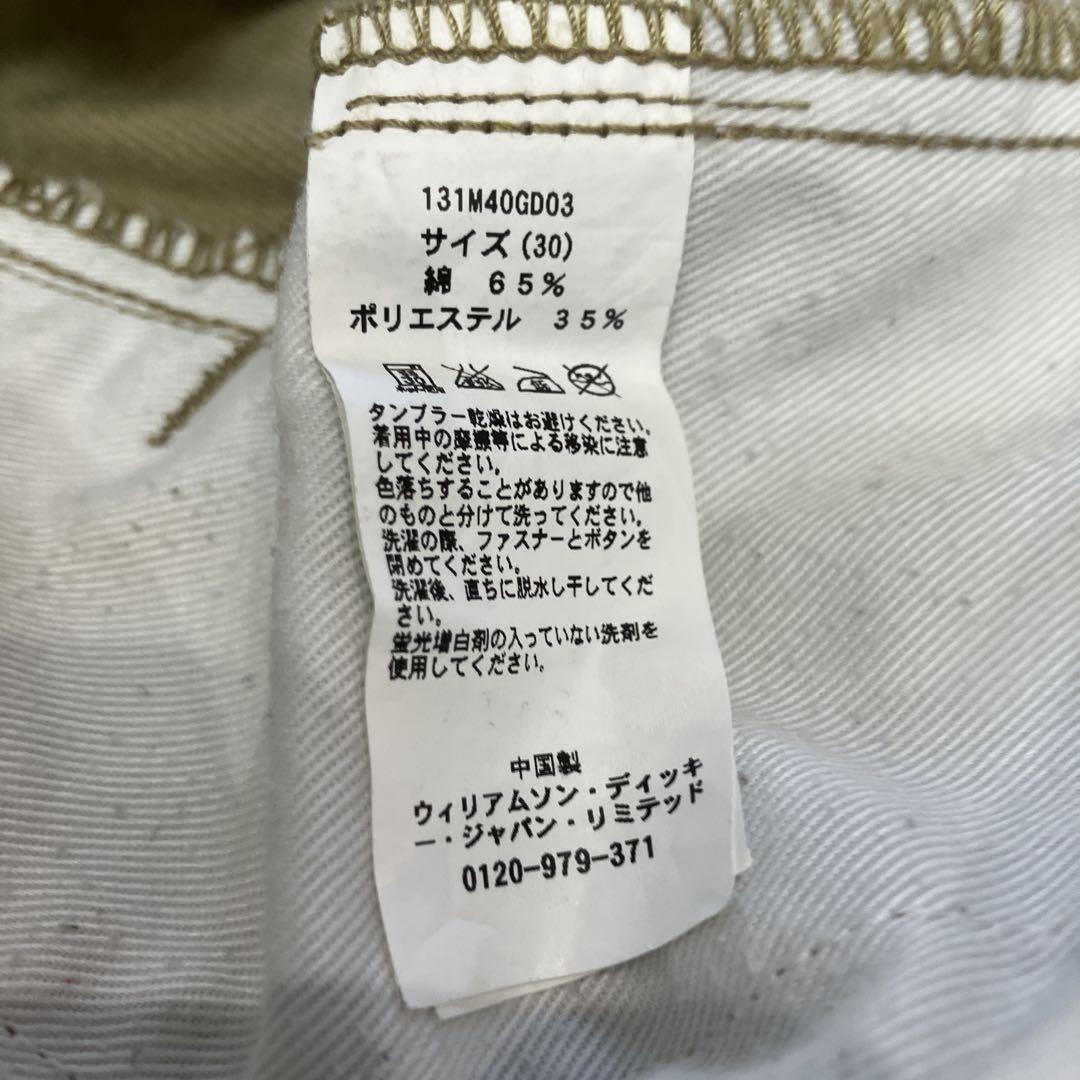 131M40GD03
サイズ(30)
綿 65%
ポリエステル 35%
タンブラー乾燥はお避けください。
着用中の摩擦等による移染に注意
してください。
色落ちすることがありますので他
のものと分けて洗ってください。
洗濯の際、ファスナーとボタンを
閉めてください。
洗濯後、直ちに脱水し干してくだ
さい。
蛍光増白剤の入っていない洗剤を
使用してください。
中国製
ウィリアムソン・ディッキ
ー・ジャパン・リミテッド
0120-979-371